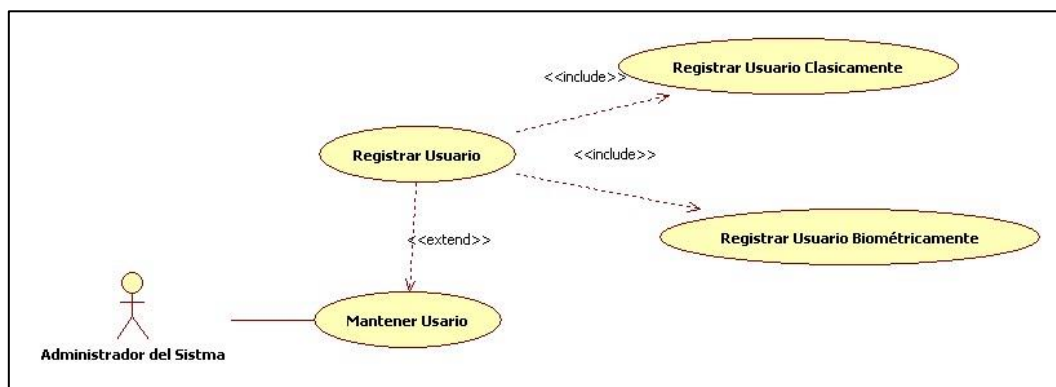 Registrar Usuario Clasicamente
<<include>>
Registrar Usuario
<<include>>
Registrar Usuario Biométricamente
<<extend>>
Mantener Usario
Administrador del Sistma